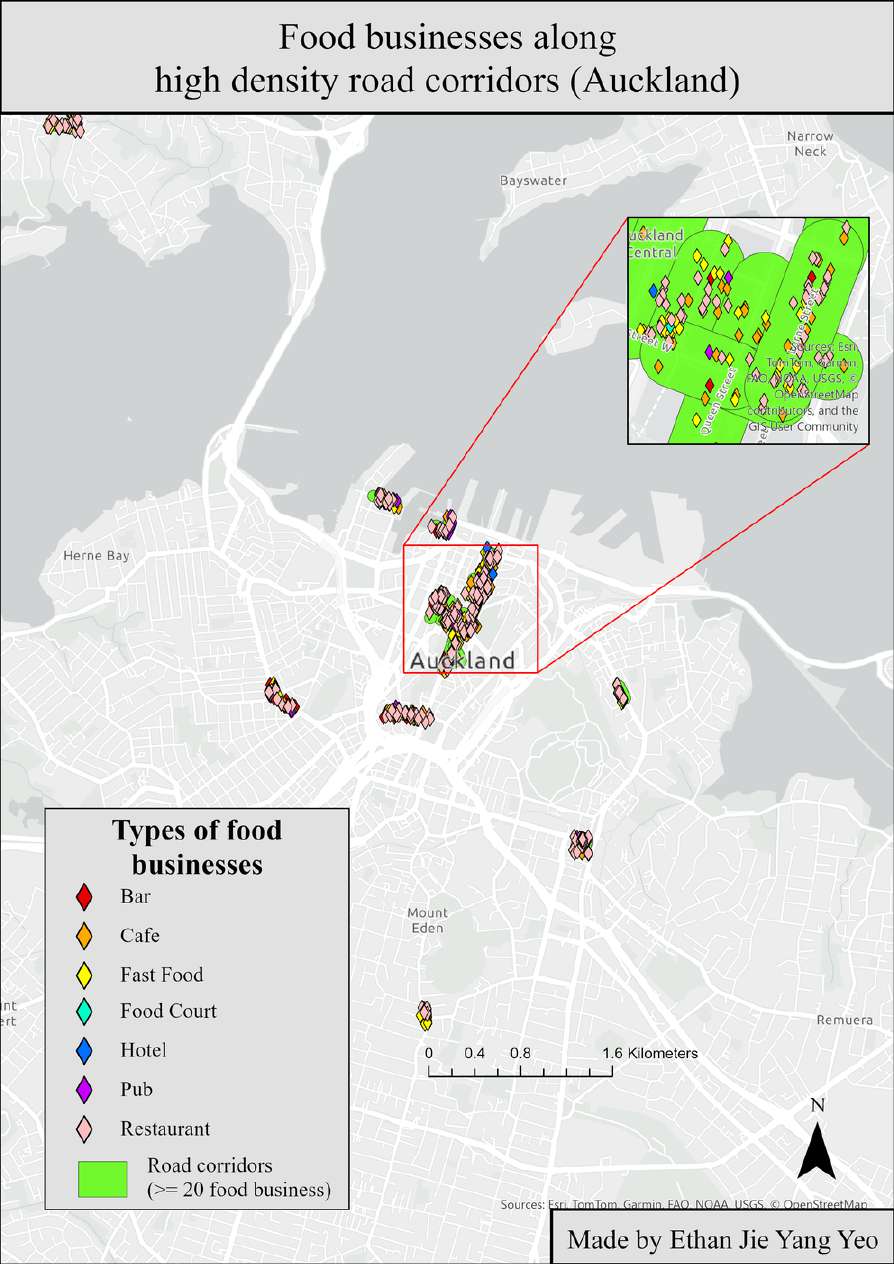 Food businesses along
high density road corridors (Auckland)
Narrow
Neck
Bayswater
uckland
Central
Street W
Queen Street
Sources: Esri,
TomTom, Garmin,
FAO, NOAA, USGS, ©
OpenStreetMap
contributors, and the
GIS User Community
Herne Bay
Auckland
Types of food
businesses
Bar
Cafe
Fast Food
Food Court
Hotel
Pub
Restaurant
Road corridors
(>= 20 food business)
Mount
Eden
Remuera
0 0.4 0.8 1.6 Kilometers
N
Sources: Esri, TomTom, Garmin, FAO, NOAA, USGS, © OpenStreetMap
Made by Ethan Jie Yang Yeo